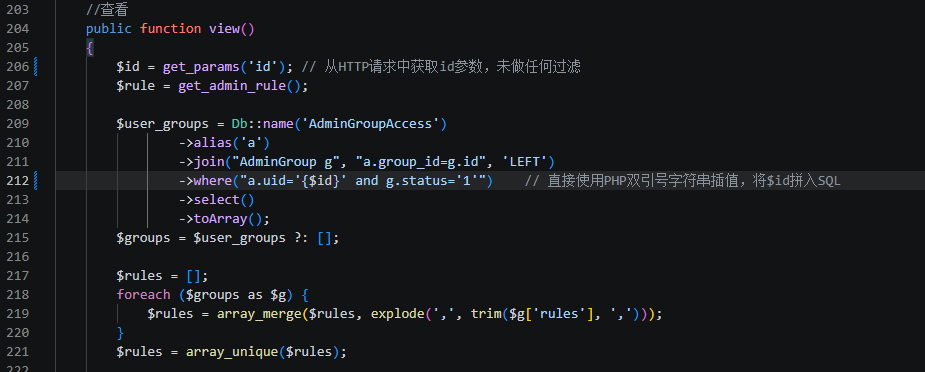 203 //查看
204 public function view()
205 {
206 $id = get_params('id'); // 从HTTP请求中获取id参数，未做任何过滤
207 $rule = get_admin_rule();
208
209 $user_groups = Db::name('AdminGroupAccess')
210 ->alias('a')
211 ->join("AdminGroup g", "a.group_id=g.id", 'LEFT')
212 ->where("a.uid='{$id}' and g.status='1'") // 直接使用PHP双引号字符串插值，将$id拼入SQL
213 ->select()
214 ->toArray();
215 $groups = $user_groups ?: [];
216
217 $rules = [];
218 foreach ($groups as $g) {
219 $rules = array_merge($rules, explode(',', trim($g['rules'], ',')));
220 }
221 $rules = array_unique($rules);
222